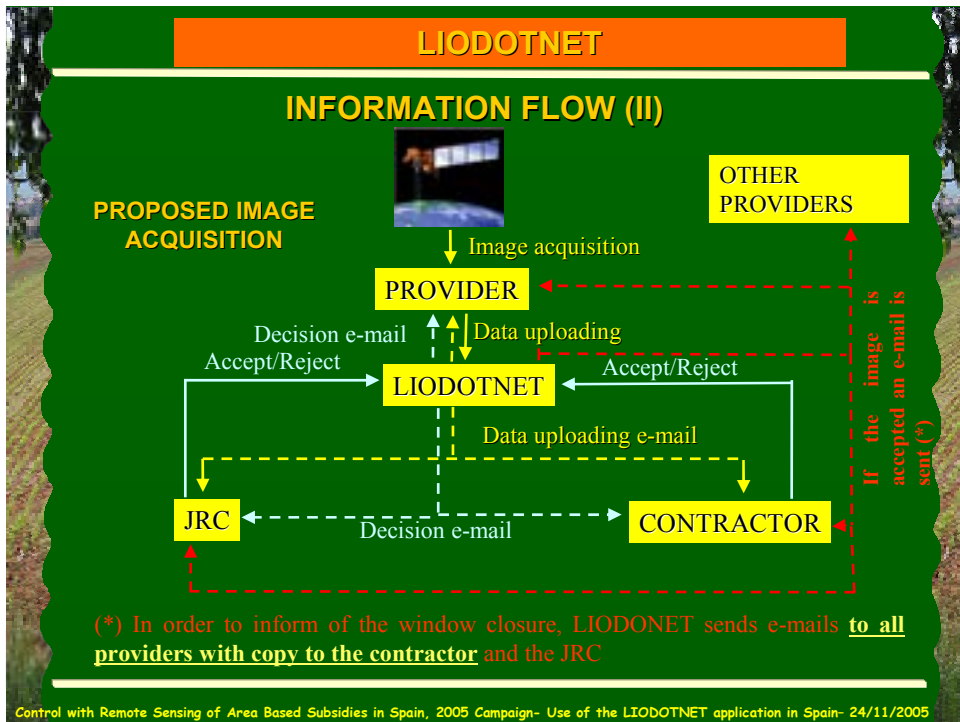 LIODOTNET
INFORMATION FLOW (II)
PROPOSED IMAGE
ACQUISITION
OTHER
PROVIDERS
Image acquisition
PROVIDER
Decision e-mail
Data uploading
Accept/Reject
LIODOTNET
Accept/Reject
If the image is
accepted an e-mail is
sent (*)
Data uploading e-mail
JRC
Decision e-mail
CONTRACTOR
(*) In order to inform of the window closure, LIODONET sends e-mails to all
providers with copy to the contractor and the JRC
Control with Remote Sensing of Area Based Subsidies in Spain, 2005 Campaign- Use of the LIODOTNET application in Spain- 24/11/2005